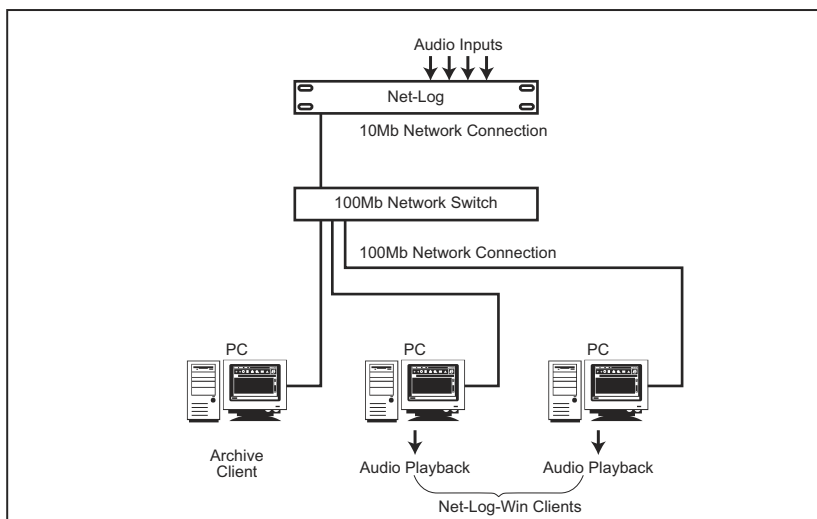 Audio Inputs
Net-Log
10Mb Network Connection
100Mb Network Switch
100Mb Network Connection
PC
PC
PC
Archive
Client
Audio Playback
Audio Playback
Net-Log-Win Clients